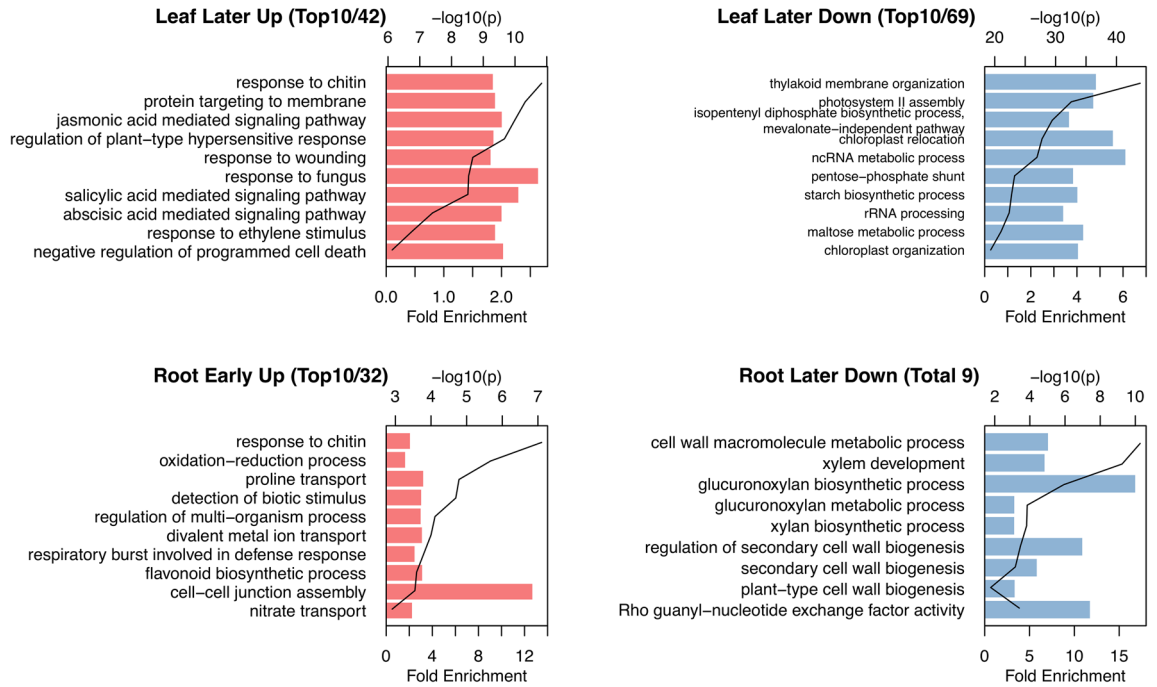 Leaf Later Up (Top10/42)
−log10(p)
6 7 8 9 10
response to chitin
protein targeting to membrane
jasmonic acid mediated signaling pathway
regulation of plant−type hypersensitive response
response to wounding
response to fungus
salicylic acid mediated signaling pathway
abscisic acid mediated signaling pathway
response to ethylene stimulus
negative regulation of programmed cell death
0.0 1.0 2.0
Fold Enrichment
Leaf Later Down (Top10/69)
−log10(p)
20 30 40
thylakoid membrane organization
photosystem II assembly
isopentenyl diphosphate biosynthetic process,
mevalonate−independent pathway
chloroplast relocation
ncRNA metabolic process
pentose−phosphate shunt
starch biosynthetic process
rRNA processing
maltose metabolic process
chloroplast organization
0 2 4 6
Fold Enrichment
Root Early Up (Top10/32)
−log10(p)
3 4 5 6 7
response to chitin
oxidation−reduction process
proline transport
detection of biotic stimulus
regulation of multi−organism process
divalent metal ion transport
respiratory burst involved in defense response
flavonoid biosynthetic process
cell−cell junction assembly
nitrate transport
0 4 8 12
Fold Enrichment
Root Later Down (Total 9)
−log10(p)
2 4 6 8 10
cell wall macromolecule metabolic process
xylem development
glucuronoxylan biosynthetic process
glucuronoxylan metabolic process
xylan biosynthetic process
regulation of secondary cell wall biogenesis
secondary cell wall biogenesis
plant−type cell wall biogenesis
Rho guanyl−nucleotide exchange factor activity
0 5 10 15
Fold Enrichment